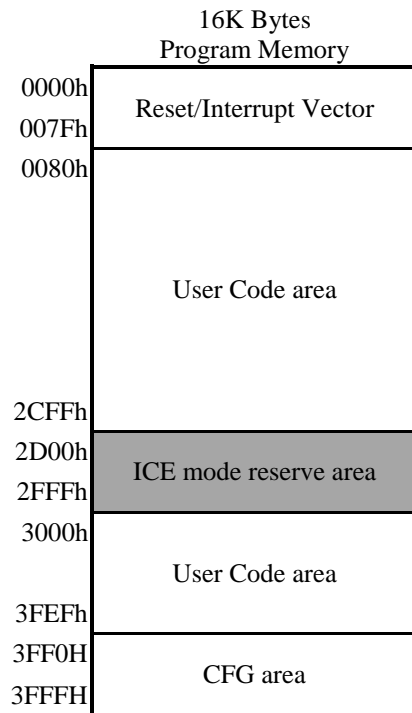 16K Bytes
Program Memory
0000h
Reset/Interrupt Vector
007Fh
0080h
User Code area
2CFFh
2D00h
ICE mode reserve area
2FFFh
3000h
User Code area
3FEFh
3FF0H
CFG area
3FFFH